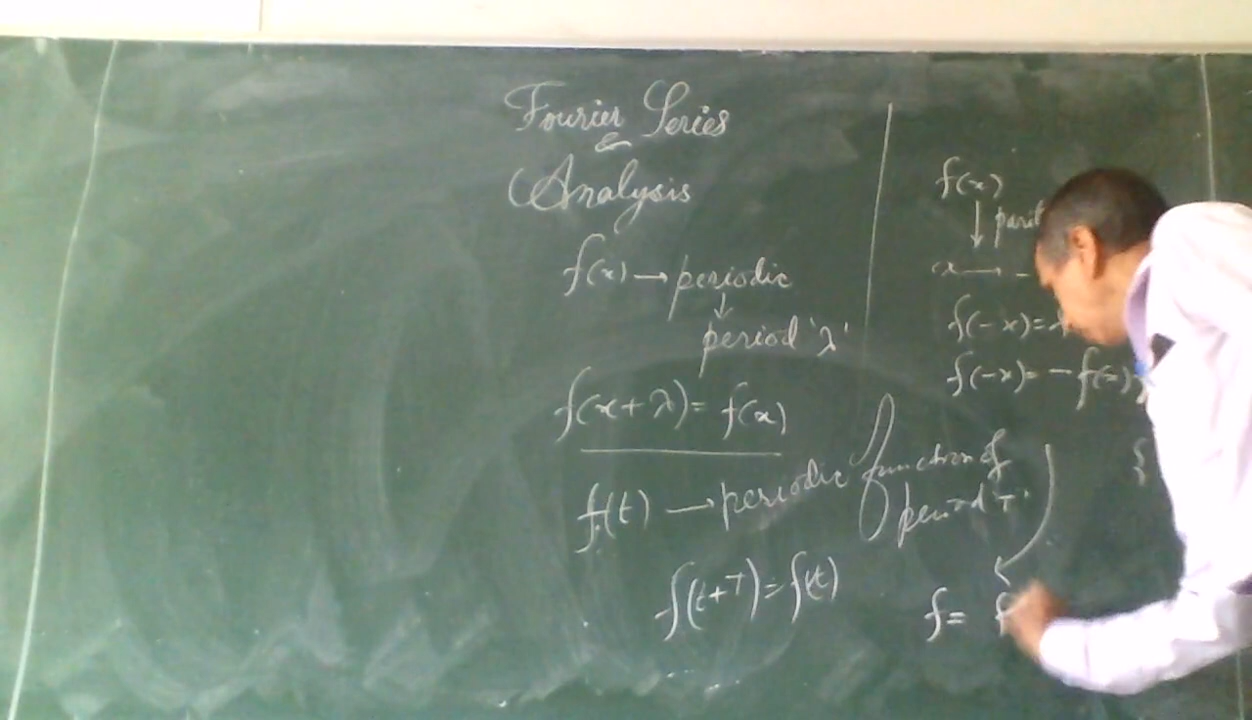 Fourier Series
&
Analysis
f(x) → periodic
↓
period 'λ'
f(x+λ) = f(x)
f(t) → periodic function of
period 'T'
f(t+T) = f(t)
f(x)
↓
x → -
f(-x) =
f(-x) = - f(x)
f =